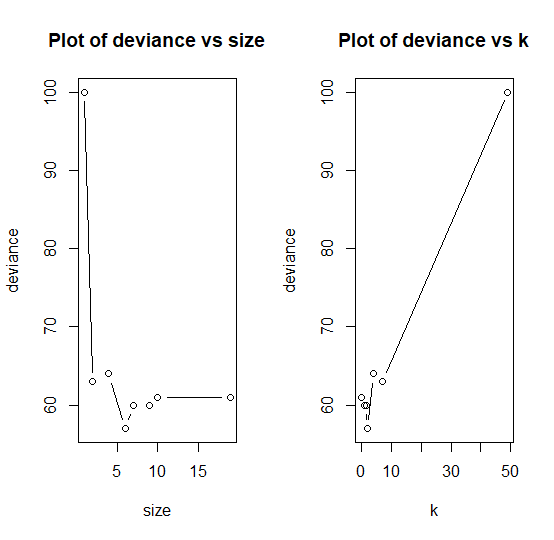 Plot of deviance vs size
deviance
100
90
80
70
60
5 10 15
size
Plot of deviance vs k
deviance
100
90
80
70
60
0 10 30 50
k